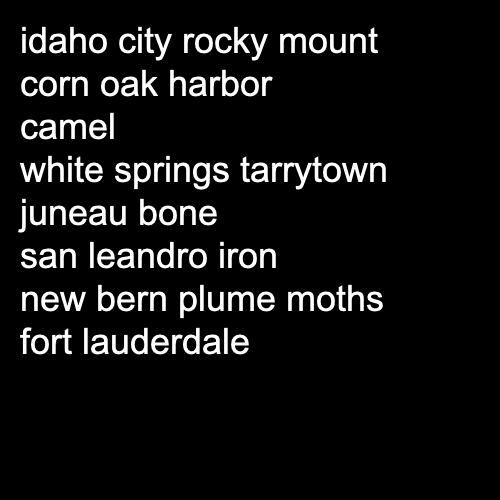 idaho city rocky mount
corn oak harbor
camel
white springs tarrytown
juneau bone
san leandro iron
new bern plume moths
fort lauderdale